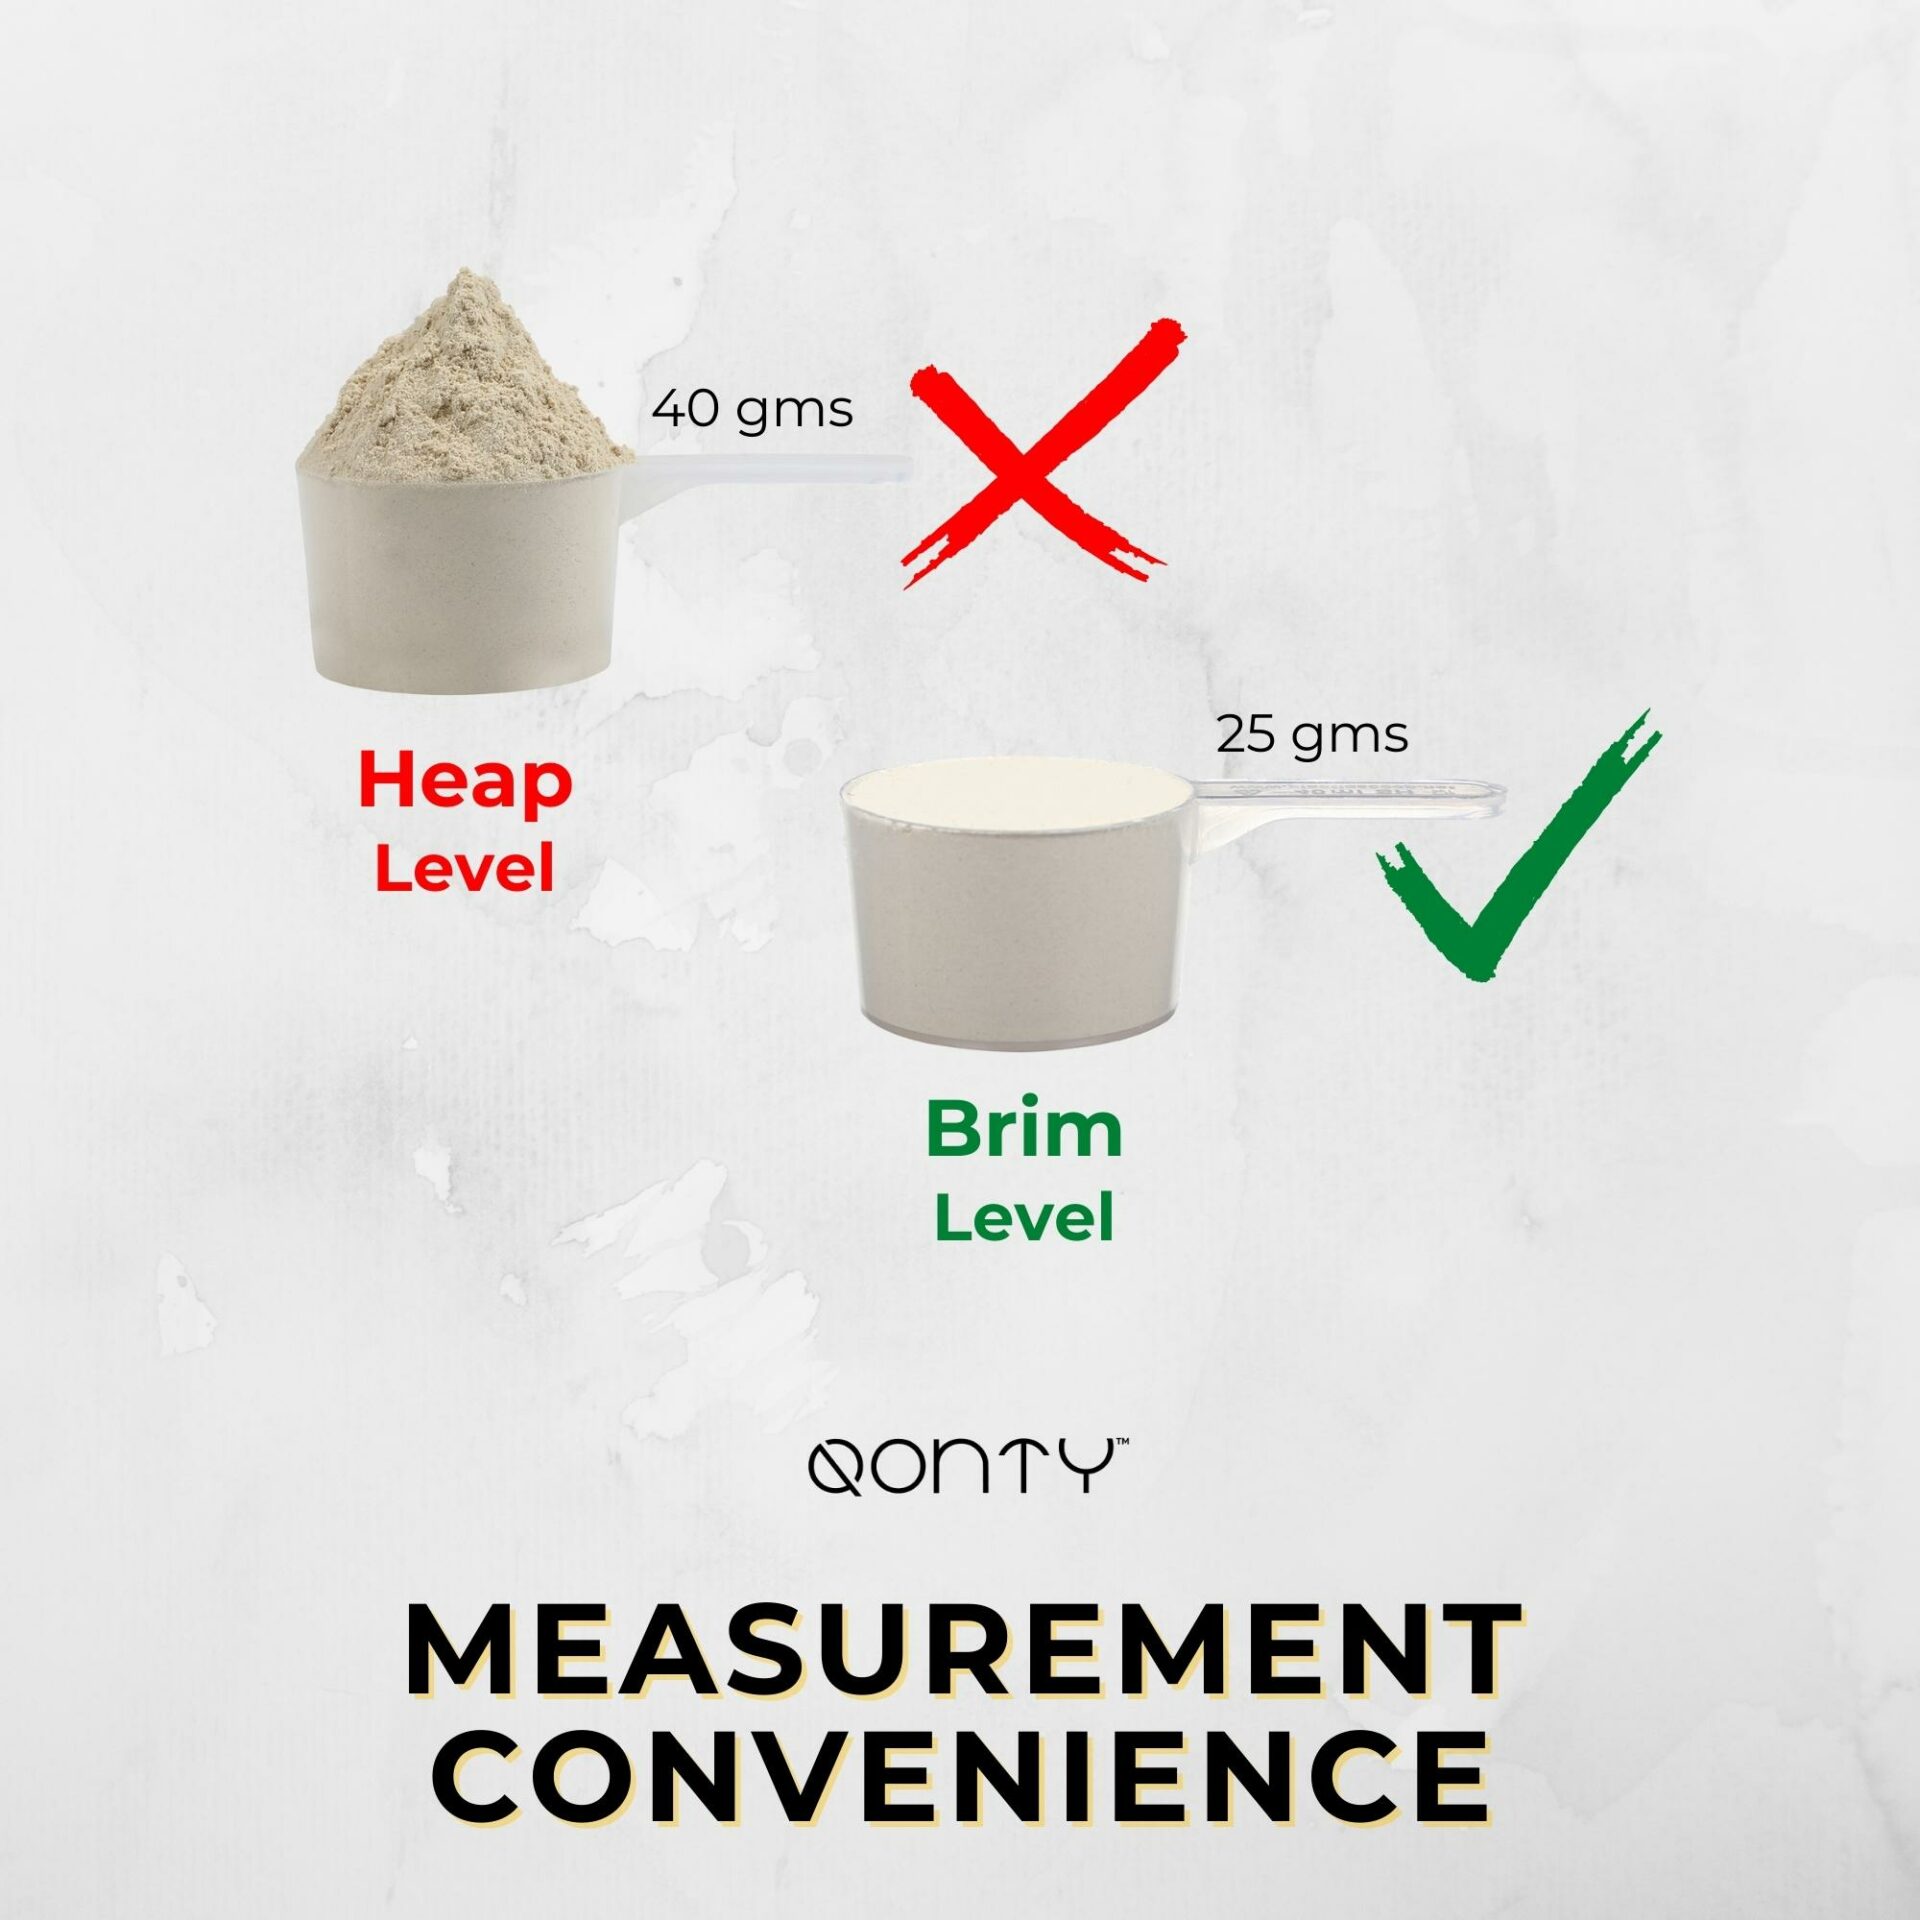 40 gms
Heap
Level
25 gms
Brim
Level
QONTY™
MEASUREMENT
CONVENIENCE